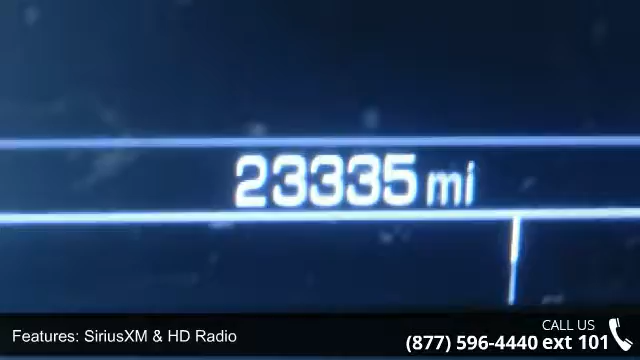 23335 mi
CALL US
Features: SiriusXM & HD Radio
(877) 596-4440 ext 101